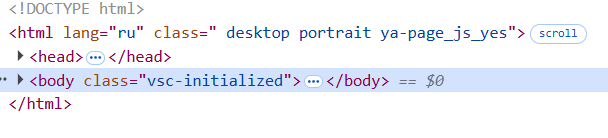 <!DOCTYPE html>
<html lang="ru" class=" desktop portrait ya-page_js_yes"> scroll
<head>…</head>
<body class="vsc-initialized">…</body> == $0
</html>